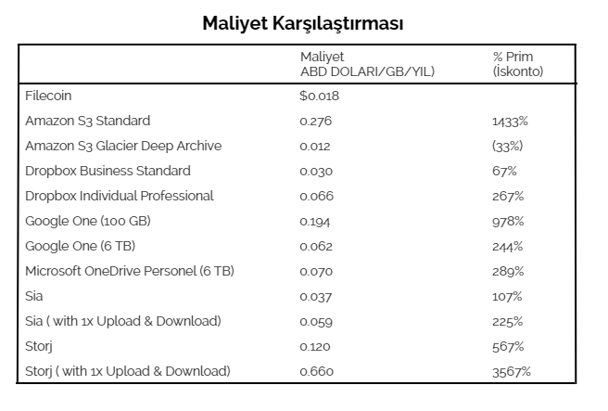 Maliyet Karşılaştırması
Maliyet % Prim
ABD DOLARI/GB/YIL) (İskonto)
Filecoin $0.018
Amazon S3 Standard 0.276 1433%
Amazon S3 Glacier Deep Archive 0.012 (33%)
Dropbox Business Standard 0.030 67%
Dropbox Individual Professional 0.066 267%
Google One (100 GB) 0.194 978%
Google One (6 TB) 0.062 244%
Microsoft OneDrive Personel (6 TB) 0.070 289%
Sia 0.037 107%
Sia ( with 1x Upload & Download) 0.059 225%
Storj 0.120 567%
Storj ( with 1x Upload & Download) 0.660 3567%